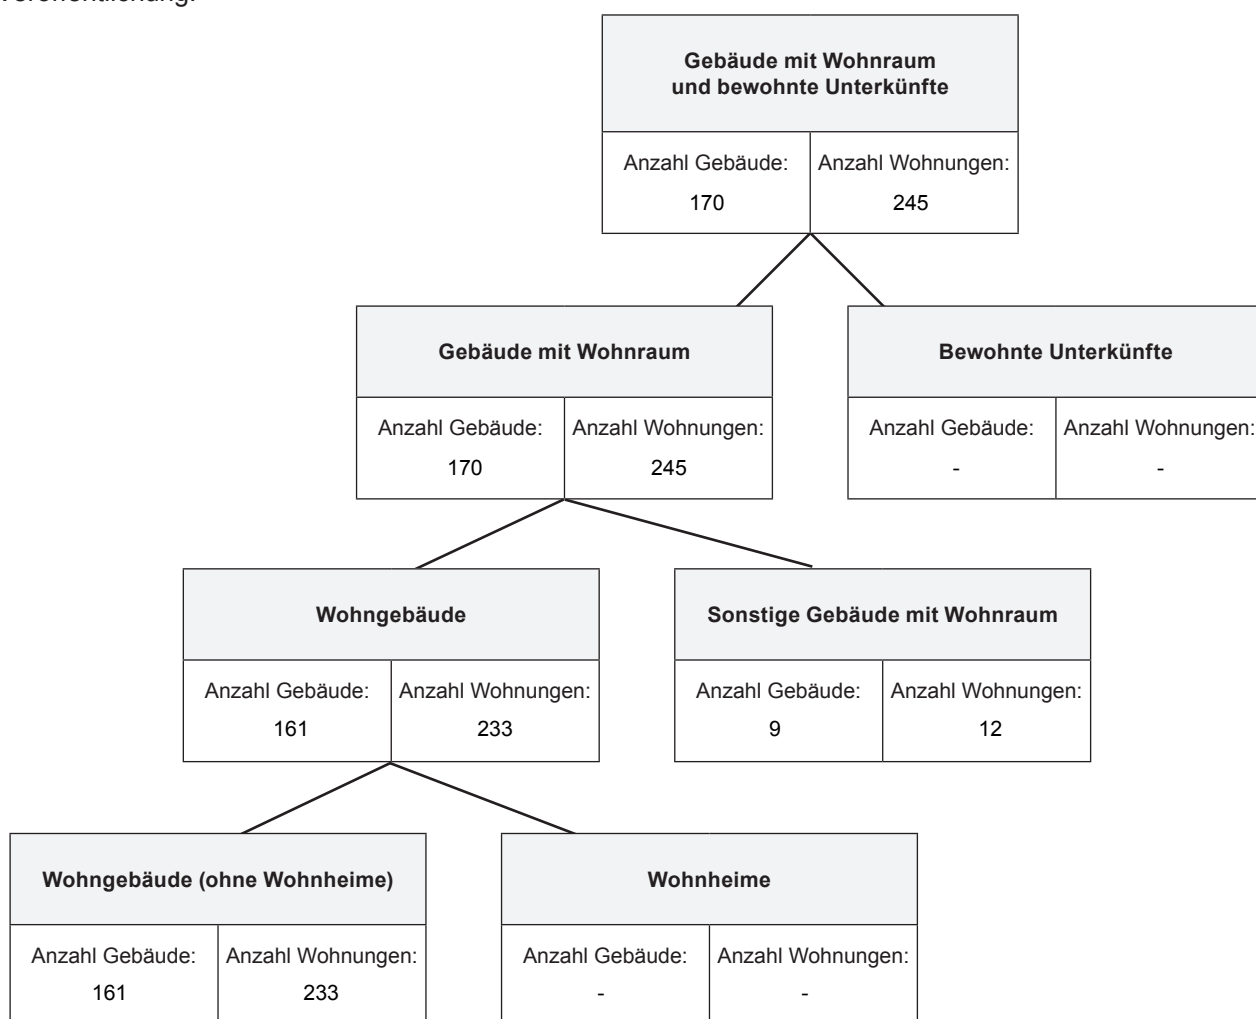 Veröffentlichung.
Gebäude mit Wohnraum
und bewohnte Unterkünfte
Anzahl Gebäude: Anzahl Wohnungen:
170 245
Gebäude mit Wohnraum
Anzahl Gebäude: Anzahl Wohnungen:
170 245
Bewohnte Unterkünfte
Anzahl Gebäude: Anzahl Wohnungen:
- -
Wohngebäude
Anzahl Gebäude: Anzahl Wohnungen:
161 233
Sonstige Gebäude mit Wohnraum
Anzahl Gebäude: Anzahl Wohnungen:
9 12
Wohngebäude (ohne Wohnheime)
Anzahl Gebäude: Anzahl Wohnungen:
161 233
Wohnheime
Anzahl Gebäude: Anzahl Wohnungen:
- -